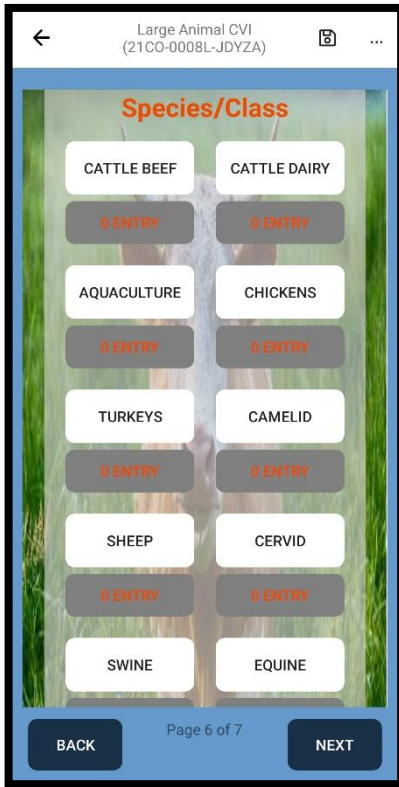 Large Animal CVI
(21CO-0008L-JDYZA)
...
Species/Class
CATTLE BEEF CATTLE DAIRY
0 ENTRY 0 ENTRY
AQUACULTURE CHICKENS
0 ENTRY 0 ENTRY
TURKEYS CAMELID
0 ENTRY 0 ENTRY
SHEEP CERVID
0 ENTRY 0 ENTRY
SWINE EQUINE
BACK Page 6 of 7 NEXT